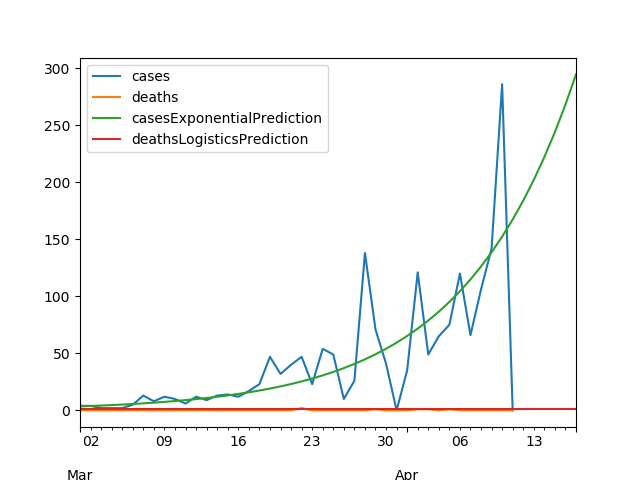 300
250
200
150
100
50
0
cases
deaths
casesExponentialPrediction
deathsLogisticsPrediction
02 09 16 23 30 06 13
Mar Apr